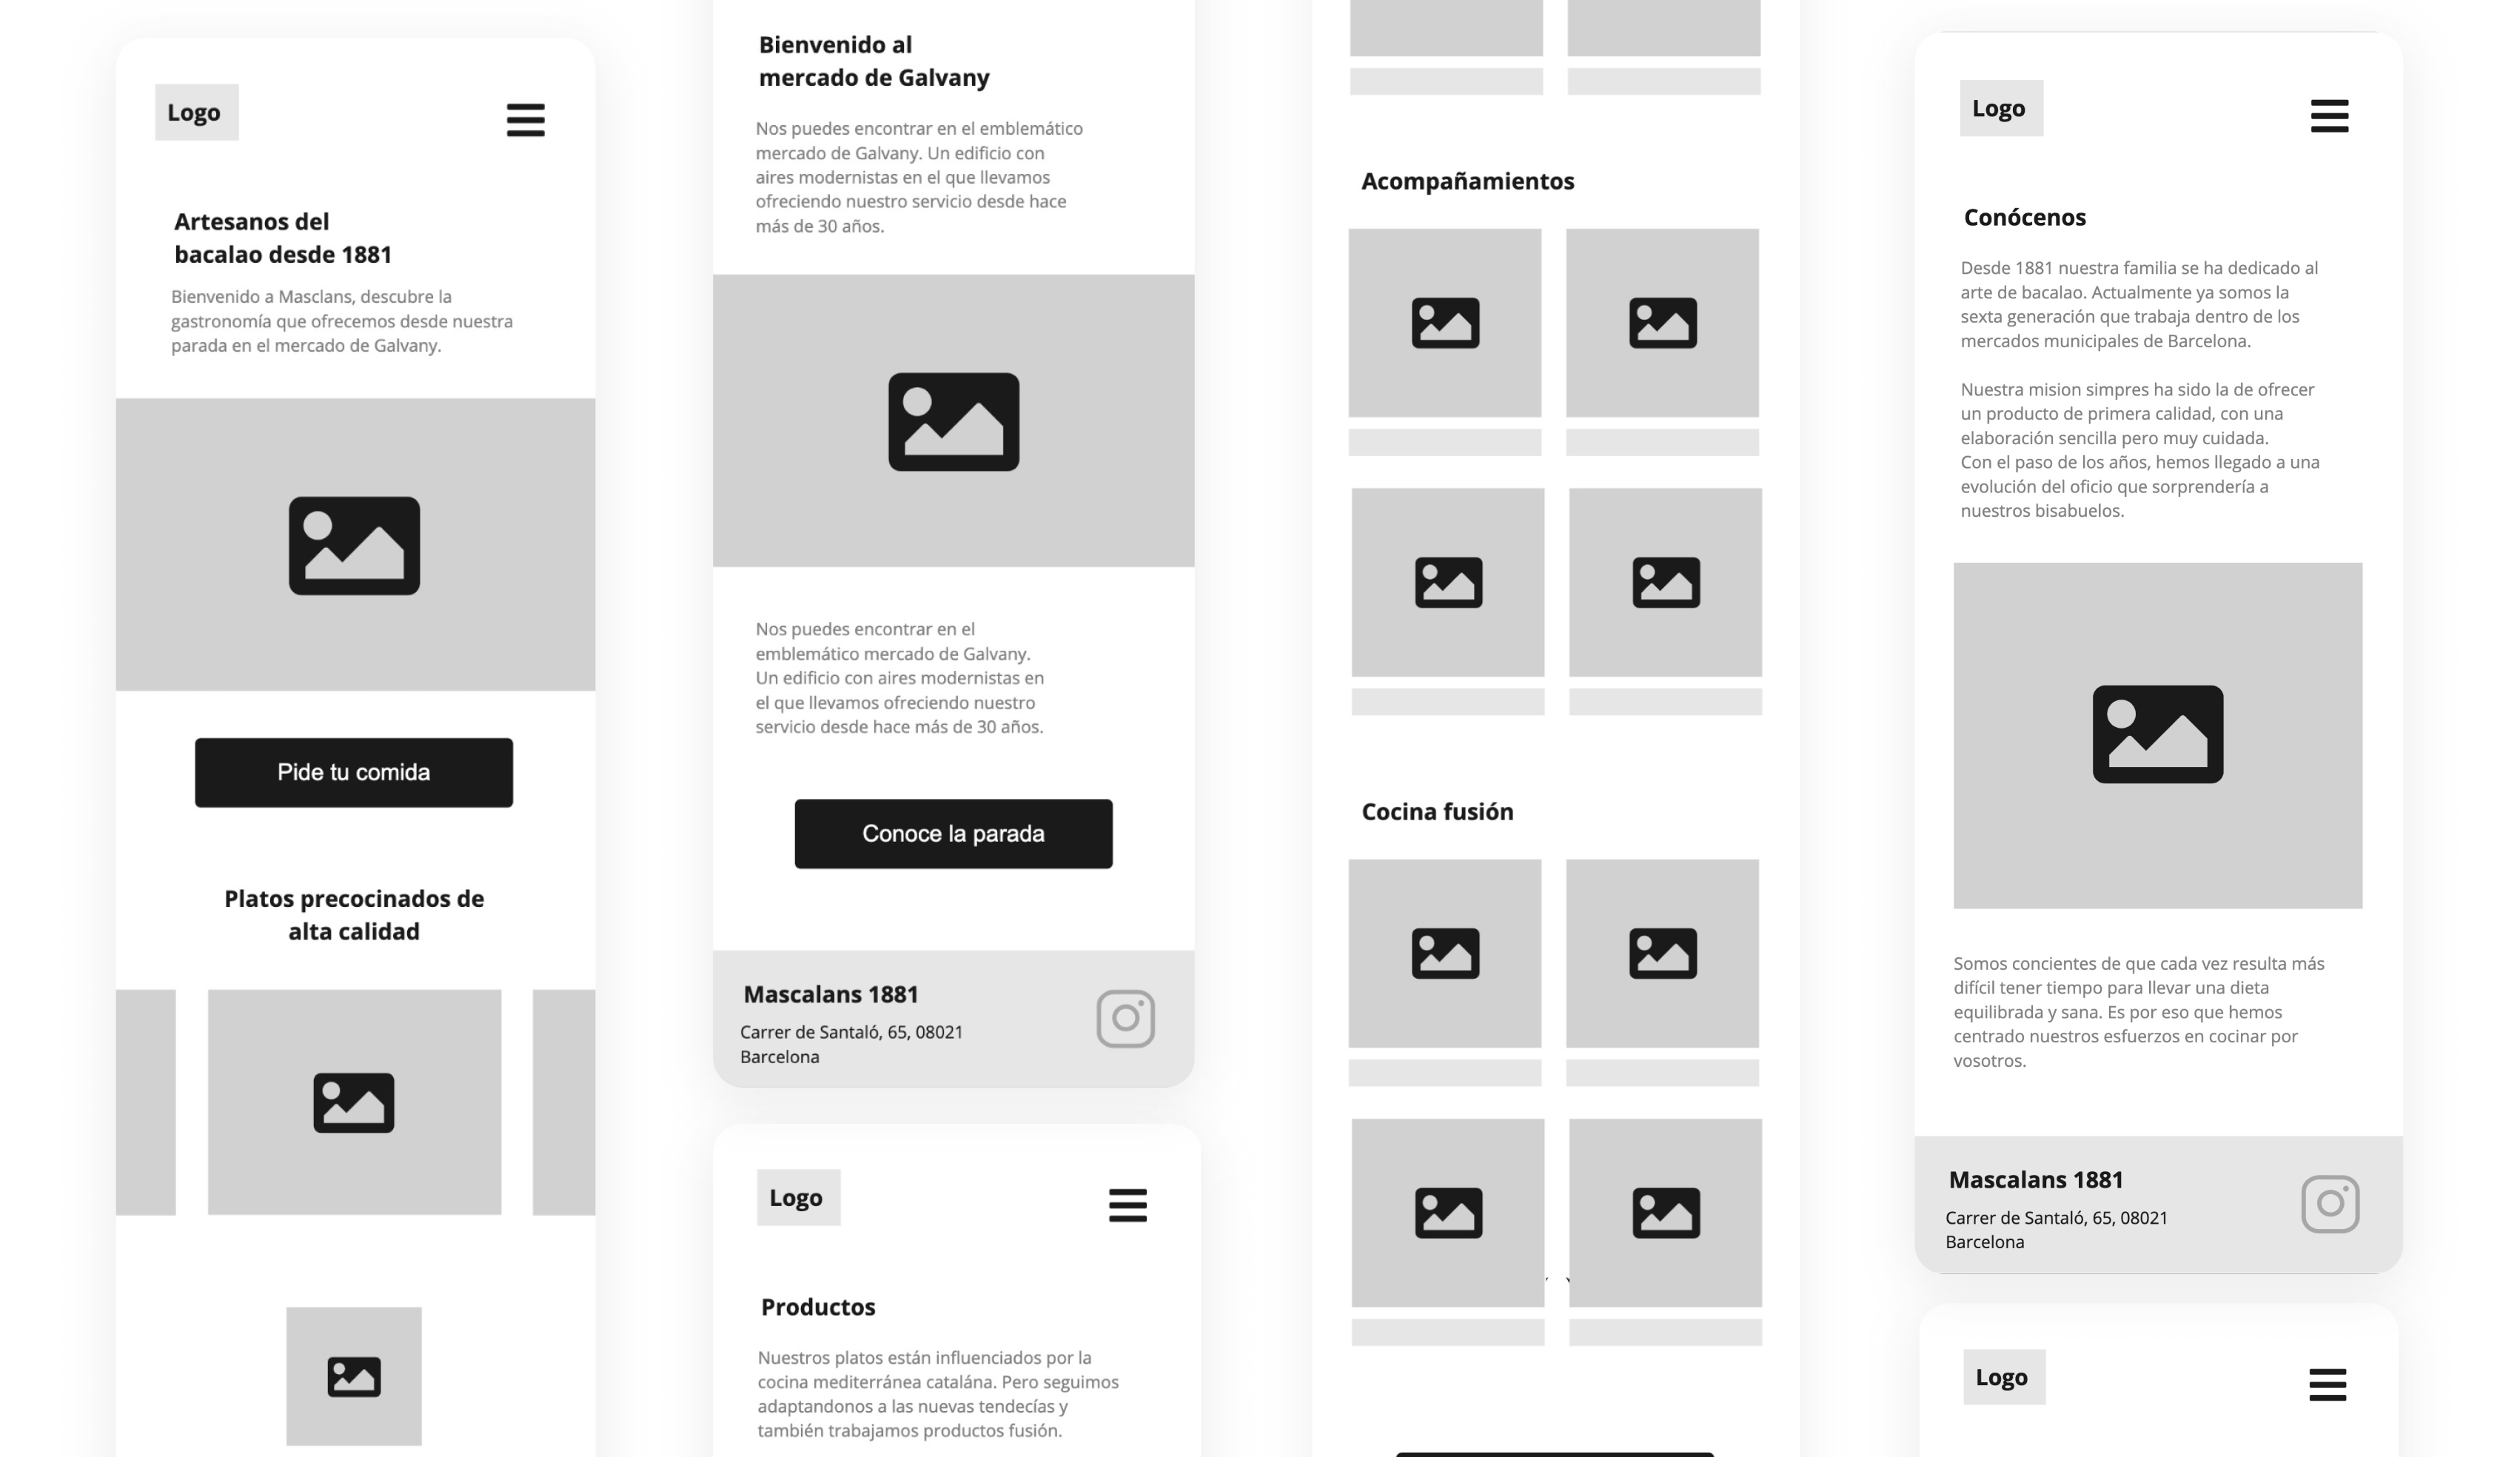 Logo
Artesanos del
bacalao desde 1881
Bienvenido a Masclans, descubre la
gastronomía que ofrecemos desde nuestra
parada en el mercado de Galvany.
Pide tu comida
Platos precocinados de
alta calidad
Bienvenido al
mercado de Galvany
Nos puedes encontrar en el emblemático
mercado de Galvany. Un edificio con
aires modernistas en el que llevamos
ofreciendo nuestro servicio desde hace
más de 30 años.
Nos puedes encontrar en el
emblemático mercado de Galvany.
Un edificio con aires modernistas en
el que llevamos ofreciendo nuestro
servicio desde hace más de 30 años.
Conoce la parada
Mascalans 1881
Carrer de Santaló, 65, 08021
Barcelona
Logo
Productos
Nuestros platos están influenciados por la
cocina mediterránea catalána. Pero seguimos
adaptandonos a las nuevas tendecías y
también trabajamos productos fusión.
Acompañamientos
Cocina fusión
Logo
Conócenos
Desde 1881 nuestra familia se ha dedicado al
arte de bacalao. Actualmente ya somos la
sexta generación que trabaja dentro de los
mercados municipales de Barcelona.
Nuestra mision simpres ha sido la de ofrecer
un producto de primera calidad, con una
elaboración sencilla pero muy cuidada.
Con el paso de los años, hemos llegado a una
evolución del oficio que sorprendería a
nuestros bisabuelos.
Somos concientes de que cada vez resulta más
difícil tener tiempo para llevar una dieta
equilibrada y sana. Es por eso que hemos
centrado nuestros esfuerzos en cocinar por
vosotros.
Mascalans 1881
Carrer de Santaló, 65, 08021
Barcelona
Logo